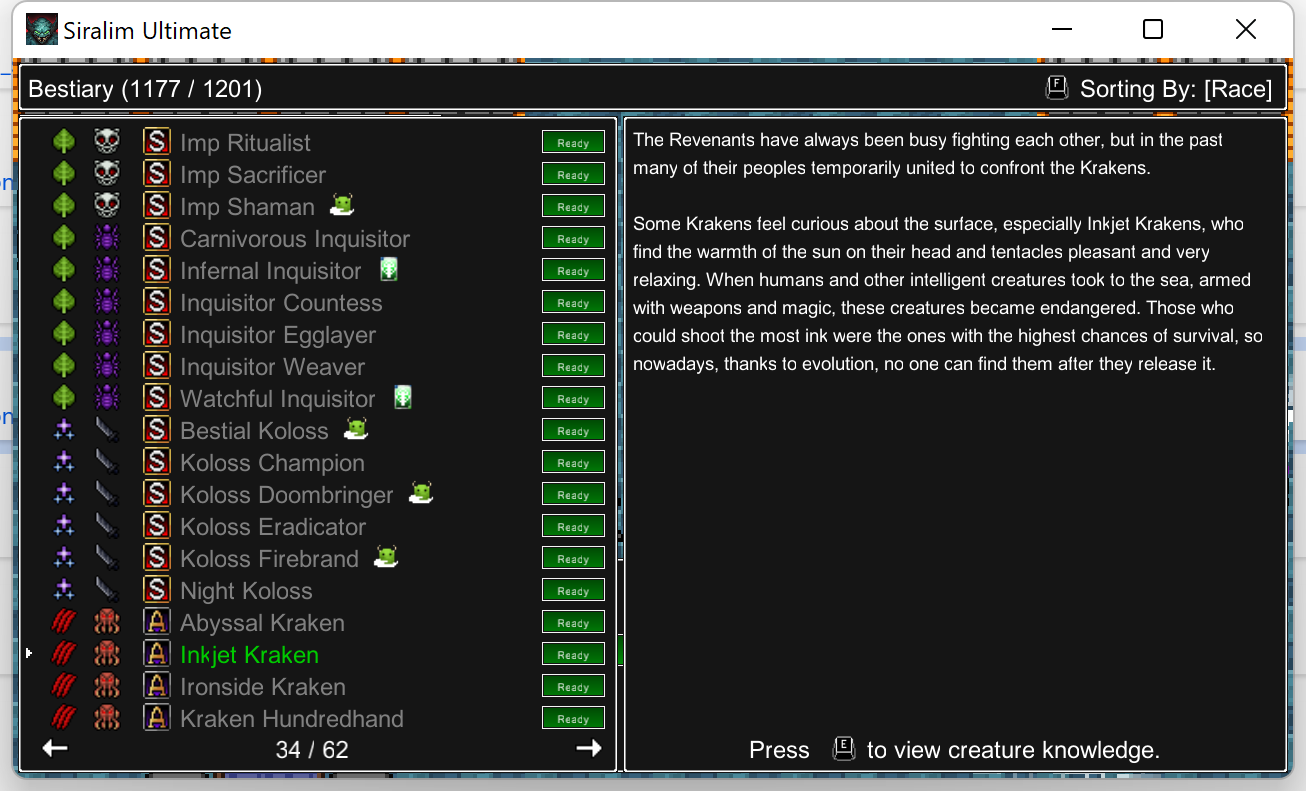 Siralim Ultimate
Bestiary (1177 / 1201)
F Sorting By: [Race]
S Imp Ritualist Ready
S Imp Sacrificer Ready
S Imp Shaman Ready
S Carnivorous Inquisitor Ready
S Infernal Inquisitor Ready
S Inquisitor Countess Ready
S Inquisitor Egglayer Ready
S Inquisitor Weaver Ready
S Watchful Inquisitor Ready
S Bestial Koloss Ready
S Koloss Champion Ready
S Koloss Doombringer Ready
S Koloss Eradicator Ready
S Koloss Firebrand Ready
S Night Koloss Ready
A Abyssal Kraken Ready
A Inkjet Kraken Ready
A Ironside Kraken Ready
A Kraken Hundredhand Ready
34 / 62
The Revenants have always been busy fighting each other, but in the past
many of their peoples temporarily united to confront the Krakens.
Some Krakens feel curious about the surface, especially Inkjet Krakens, who
find the warmth of the sun on their head and tentacles pleasant and very
relaxing. When humans and other intelligent creatures took to the sea, armed
with weapons and magic, these creatures became endangered. Those who
could shoot the most ink were the ones with the highest chances of survival, so
nowadays, thanks to evolution, no one can find them after they release it.
Press E to view creature knowledge.